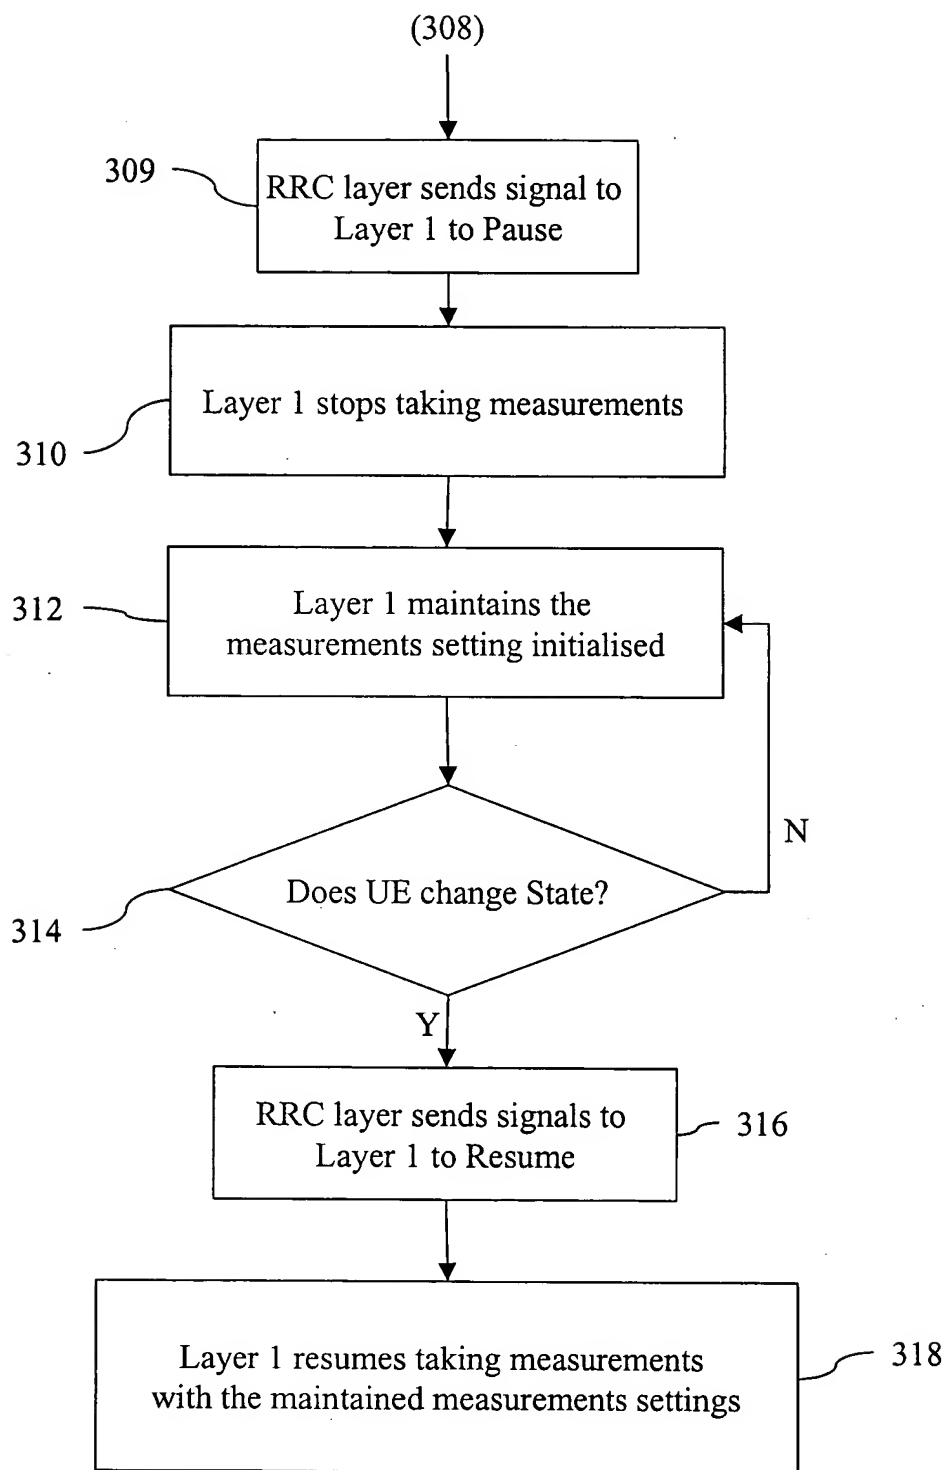 (308)
309
RRC layer sends signal to
Layer 1 to Pause
Layer 1 stops taking measurements
310
312
Layer 1 maintains the
measurements setting initialised
N
Does UE change State?
314
Y
RRC layer sends signals to
Layer 1 to Resume
316
Layer 1 resumes taking measurements
with the maintained measurements settings
318